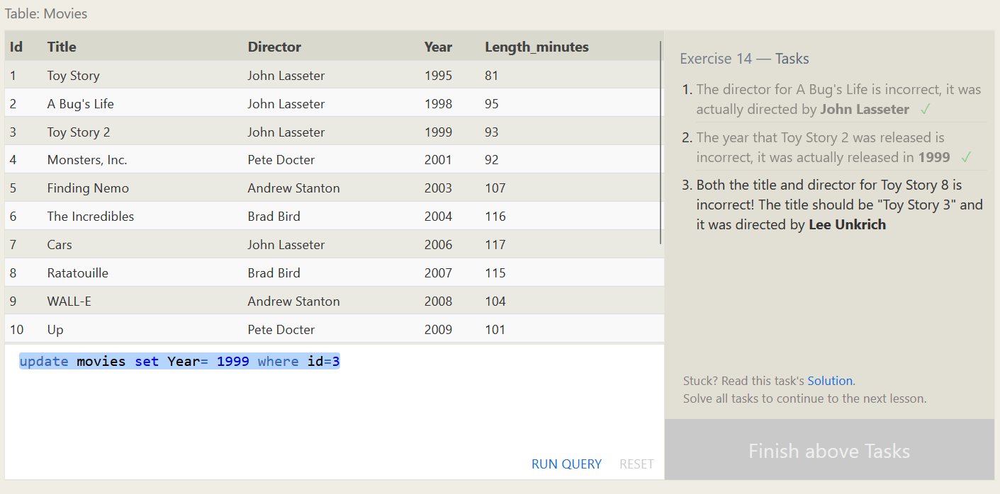 Table: Movies
Id Title Director Year Length_minutes
1 Toy Story John Lasseter 1995 81
2 A Bug's Life John Lasseter 1998 95
3 Toy Story 2 John Lasseter 1999 93
4 Monsters, Inc. Pete Docter 2001 92
5 Finding Nemo Andrew Stanton 2003 107
6 The Incredibles Brad Bird 2004 116
7 Cars John Lasseter 2006 117
8 Ratatouille Brad Bird 2007 115
9 WALL-E Andrew Stanton 2008 104
10 Up Pete Docter 2009 101
update movies set Year= 1999 where id=3
RUN QUERY RESET
Exercise 14 — Tasks
1. The director for A Bug's Life is incorrect, it was
actually directed by John Lasseter ✓
2. The year that Toy Story 2 was released is
incorrect, it was actually released in 1999 ✓
3. Both the title and director for Toy Story 8 is
incorrect! The title should be "Toy Story 3" and
it was directed by Lee Unkrich
Stuck? Read this task's Solution.
Solve all tasks to continue to the next lesson.
Finish above Tasks